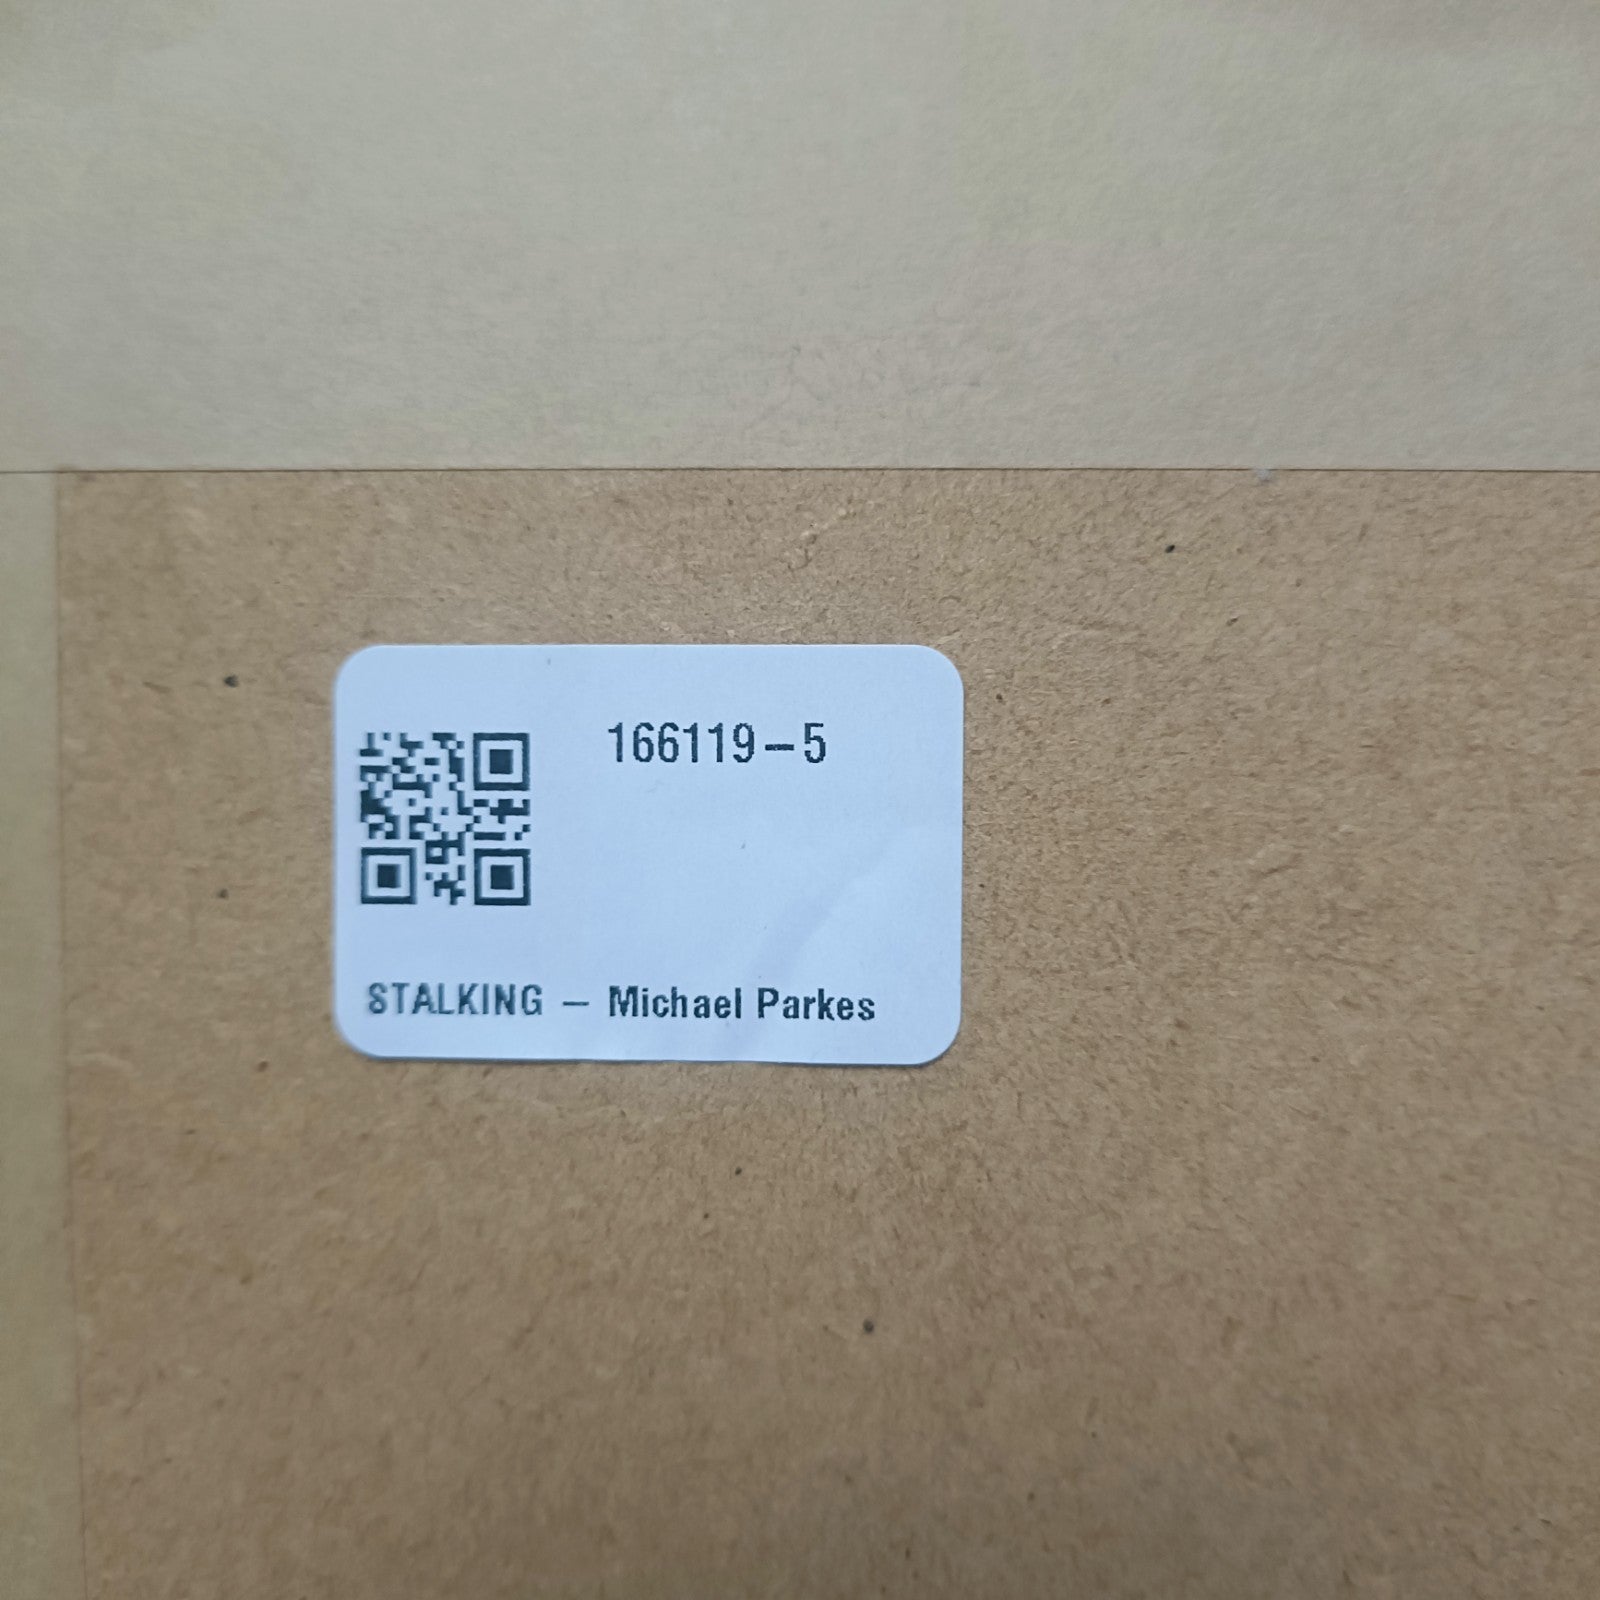 166119-5
STALKING - Michael Parkes